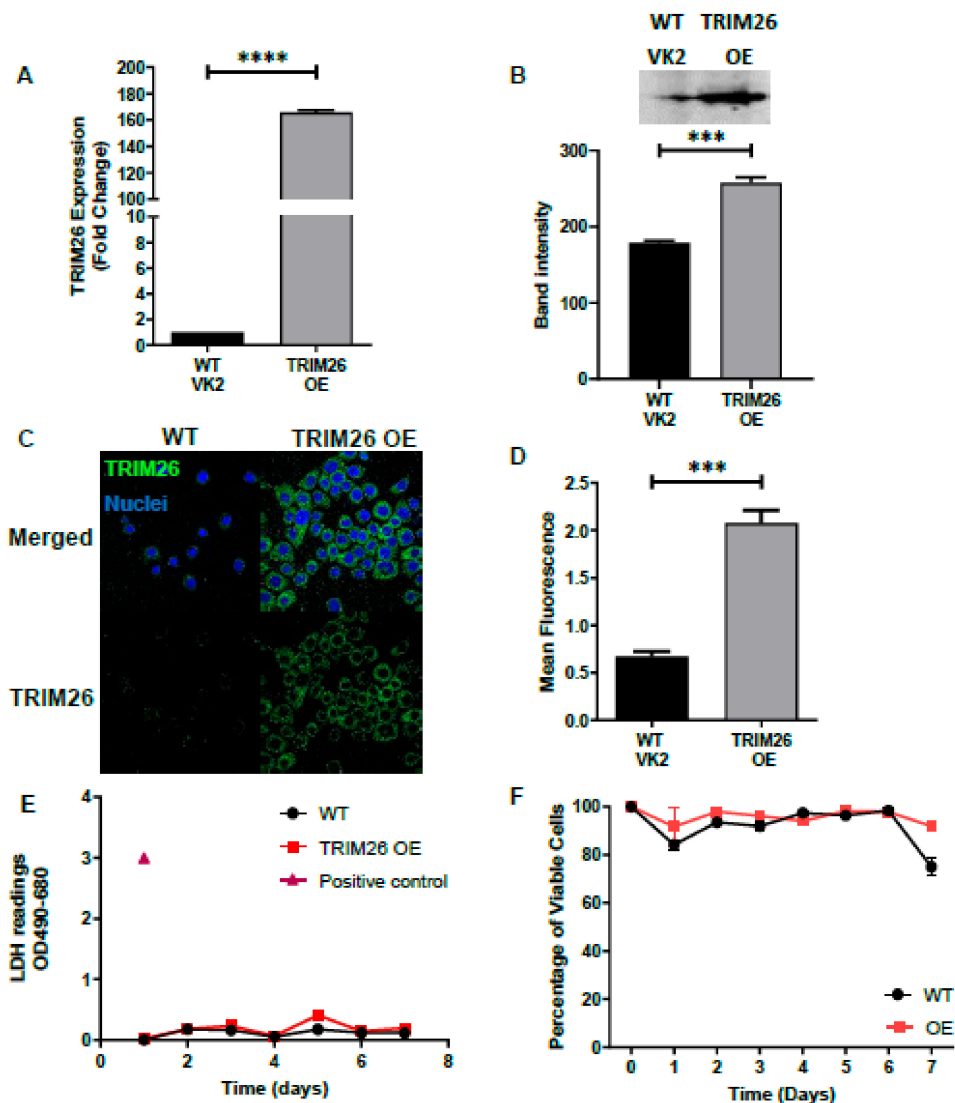 A
****
TRIM26 Expression
(Fold Change)
200
180
160
140
120
100
10
8
6
4
2
0
WT
VK2
TRIM26
OE
B
WT TRIM26
VK2 OE
***
Band intensity
300
200
100
0
WT
VK2
TRIM26
OE
C
WT TRIM26 OE
TRIM26
Nuclei
Merged
TRIM26
D
***
Mean Fluorescence
2.5
2.0
1.5
1.0
0.5
0.0
WT
VK2
TRIM26
OE
E
LDH readings
OD490-680
4
3
2
1
0
WT
TRIM26 OE
Positive control
0 2 4 6 8
Time (days)
F
Percentage of Viable Cells
100
80
60
40
20
0
WT
OE
0 1 2 3 4 5 6 7
Time (Days)